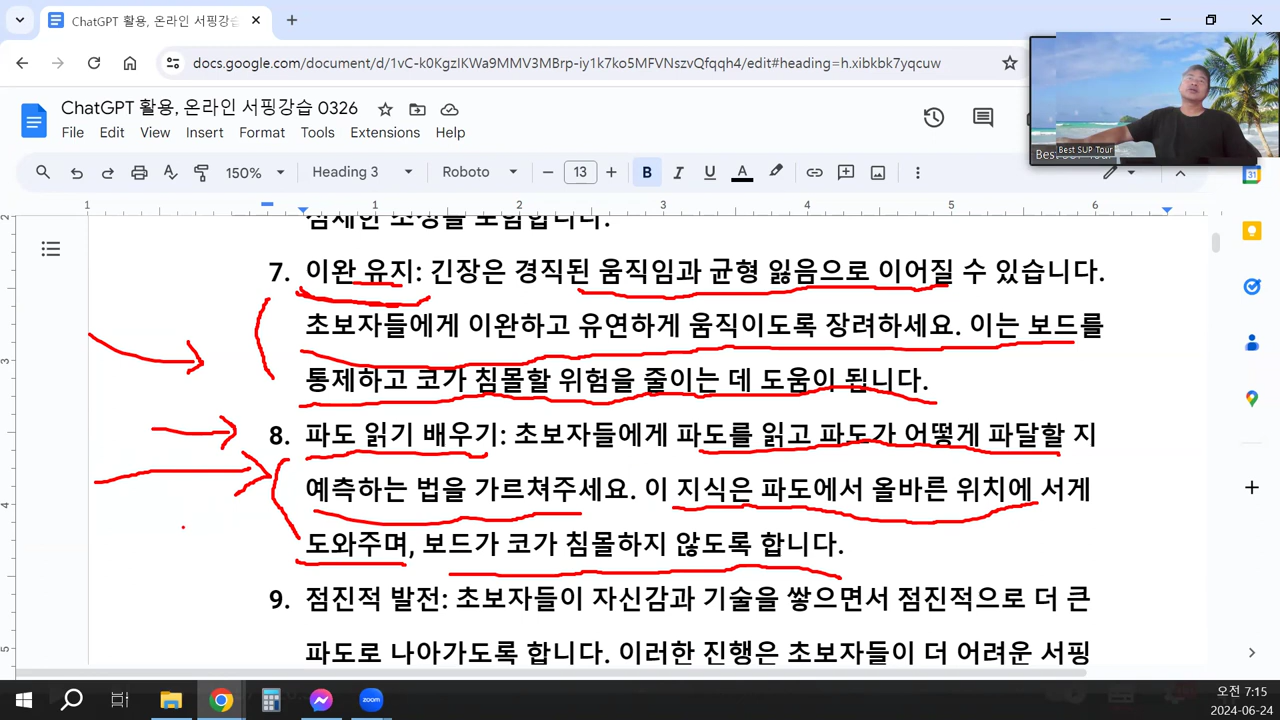 ChatGPT 활용, 온라인 서핑강습
docs.google.com/document/d/1vC-k0KgzIKWa9MMV3MBrp-iy1k7ko5MFVNszvQfqqh4/edit#heading=h.xibkbk7yqcuw
ChatGPT 활용, 온라인 서핑강습 0326
File Edit View Insert Format Tools Extensions Help
Best SUP Tour
150% Heading 3 Roboto 13 B I U A
1 1 2 3 4 5 6
7. 이완 유지: 긴장은 경직된 움직임과 균형 잃음으로 이어질 수 있습니다.
초보자들에게 이완하고 유연하게 움직이도록 장려하세요. 이는 보드를
통제하고 코가 침몰할 위험을 줄이는 데 도움이 됩니다.
8. 파도 읽기 배우기: 초보자들에게 파도를 읽고 파도가 어떻게 파달할 지
예측하는 법을 가르쳐주세요. 이 지식은 파도에서 올바른 위치에 서게
도와주며, 보드가 코가 침몰하지 않도록 합니다.
9. 점진적 발전: 초보자들이 자신감과 기술을 쌓으면서 점진적으로 더 큰
파도로 나아가도록 합니다. 이러한 진행은 초보자들이 더 어려운 서핑
2
3
4
5
31
오전 7:15
2024-06-24
zoom